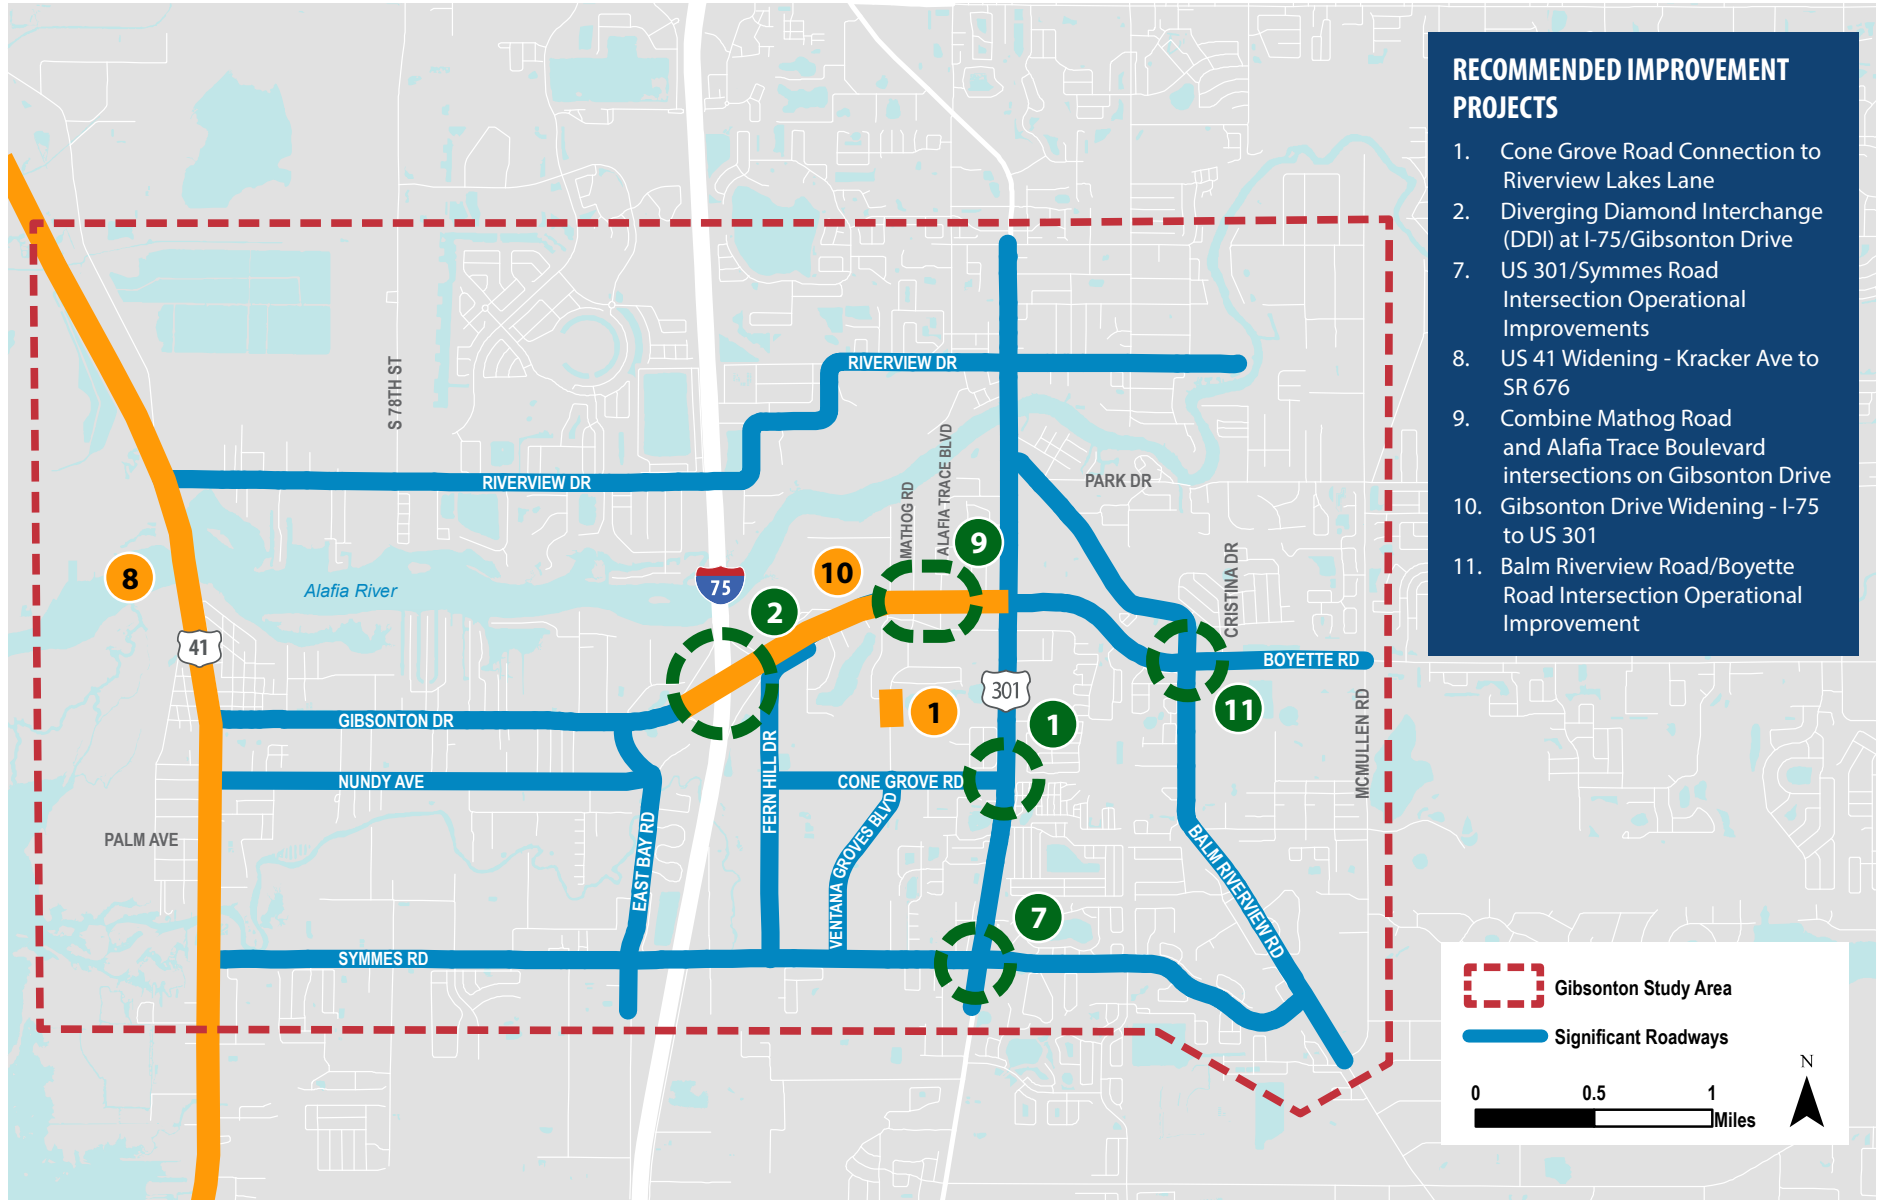 RECOMMENDED IMPROVEMENT
PROJECTS
1. Cone Grove Road Connection to
Riverview Lakes Lane
2. Diverging Diamond Interchange
(DDI) at I-75/Gibsonton Drive
7. US 301/Symmes Road
Intersection Operational
Improvements
8. US 41 Widening - Kracker Ave to
SR 676
9. Combine Mathog Road
and Alafia Trace Boulevard
intersections on Gibsonton Drive
10. Gibsonton Drive Widening - I-75
to US 301
11. Balm Riverview Road/Boyette
Road Intersection Operational
Improvement
S 78TH ST
RIVERVIEW DR
RIVERVIEW DR
MATHOG RD
ALAFIA TRACE BLVD
PARK DR
9
8
Alafia River
75
10
2
CRISTINA DR
41
BOYETTE RD
301
11
1
1
GIBSONTON DR
MCMULLEN RD
NUNDY AVE
FERN HILL DR
CONE GROVE RD
PALM AVE
EAST BAY RD
VENTANA GROVES BLVD
BALM RIVERVIEW RD
7
SYMMES RD
Gibsonton Study Area
Significant Roadways
N
0 0.5 1
Miles